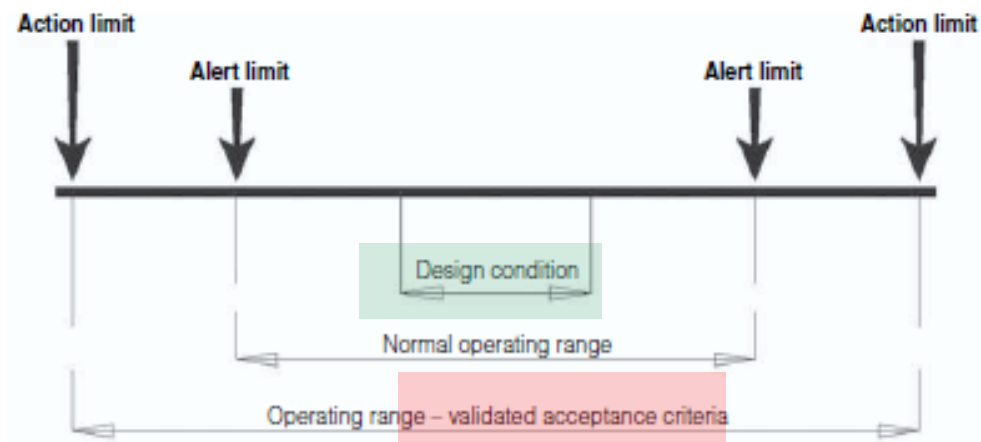 Action limit
Action limit
Alert limit
Alert limit
Design condition
Normal operating range
Operating range – validated acceptance criteria